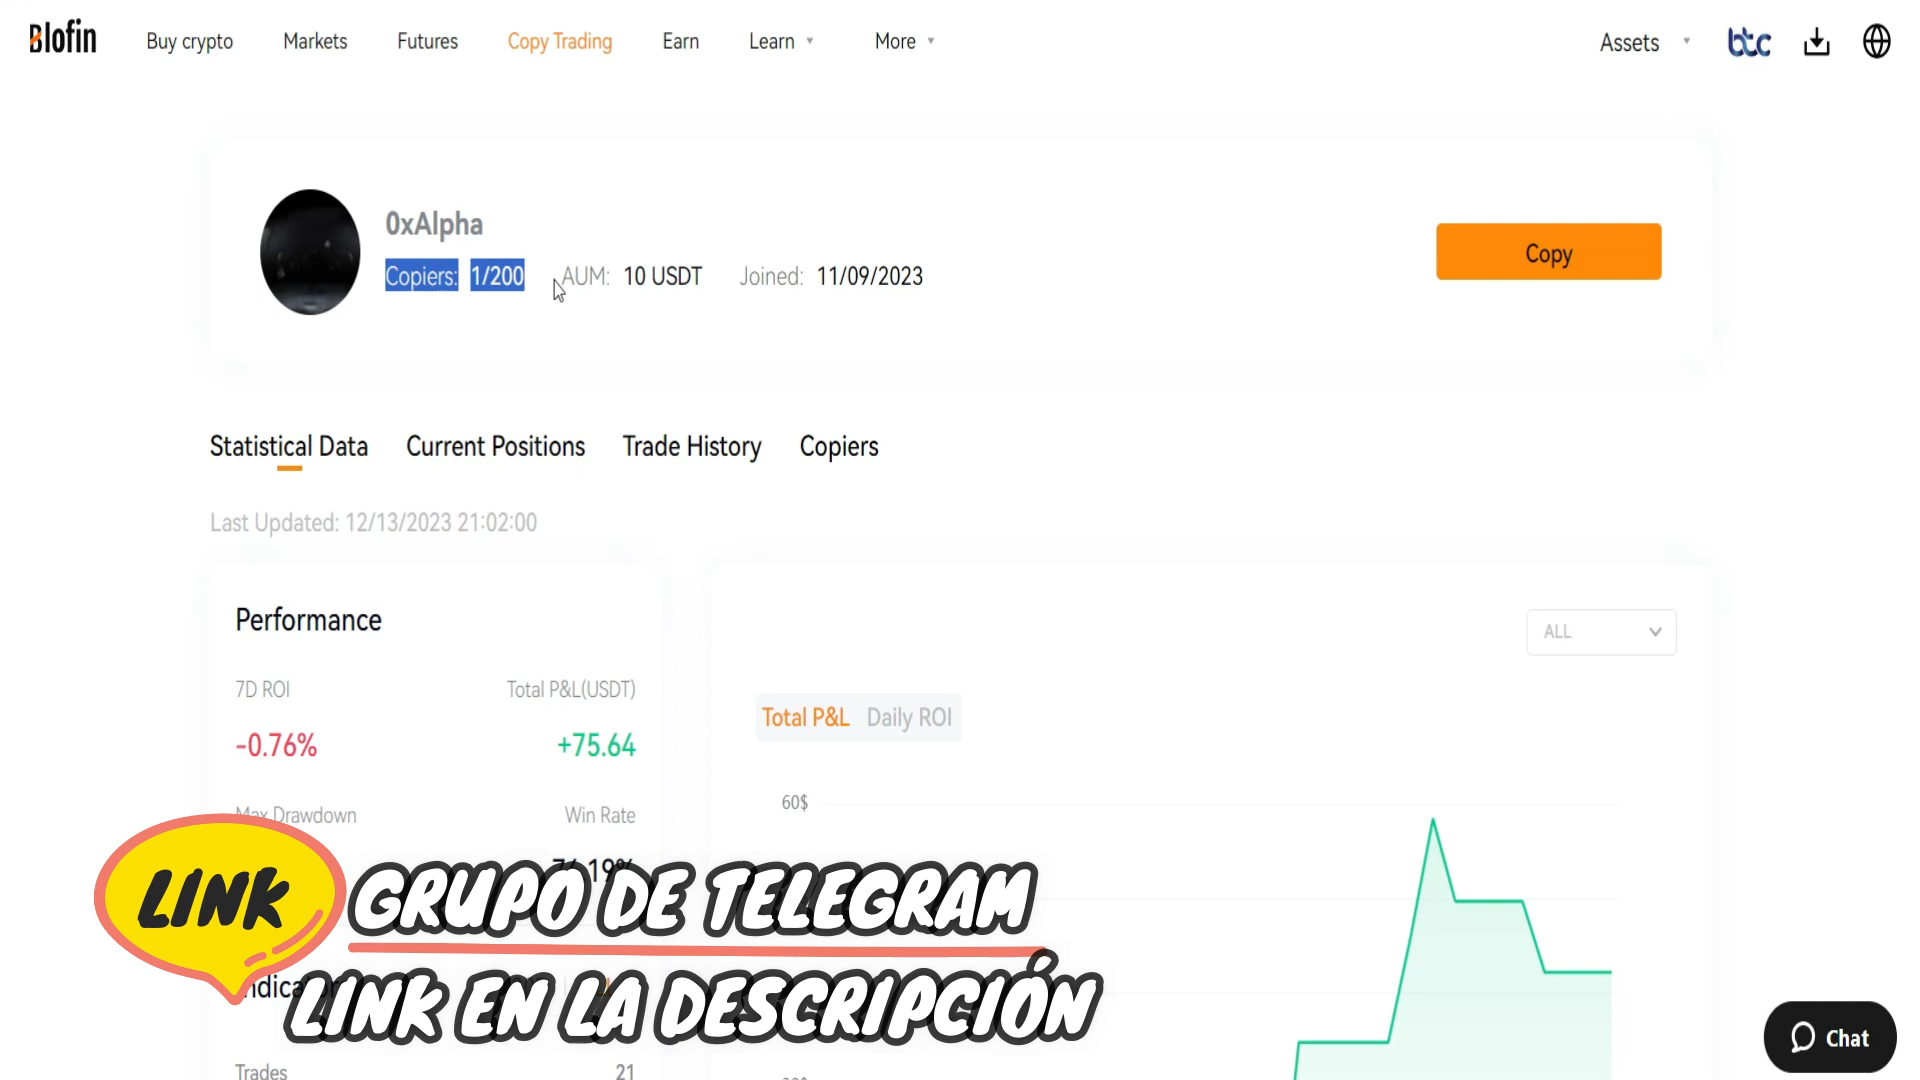 Blofin Buy crypto Markets Futures Copy Trading Earn Learn More Assets btc
0xAlpha
Copiers: 1/200 AUM: 10 USDT Joined: 11/09/2023
Copy
Statistical Data Current Positions Trade History Copiers
Last Updated: 12/13/2023 21:02:00
Performance
ALL
7D ROI Total P&L(USDT)
-0.76% +75.64
Total P&L Daily ROI
Max Drawdown Win Rate
60$
LINK GRUPO DE TELEGRAM
LINK EN LA DESCRIPCIÓN
Chat
Trades 21